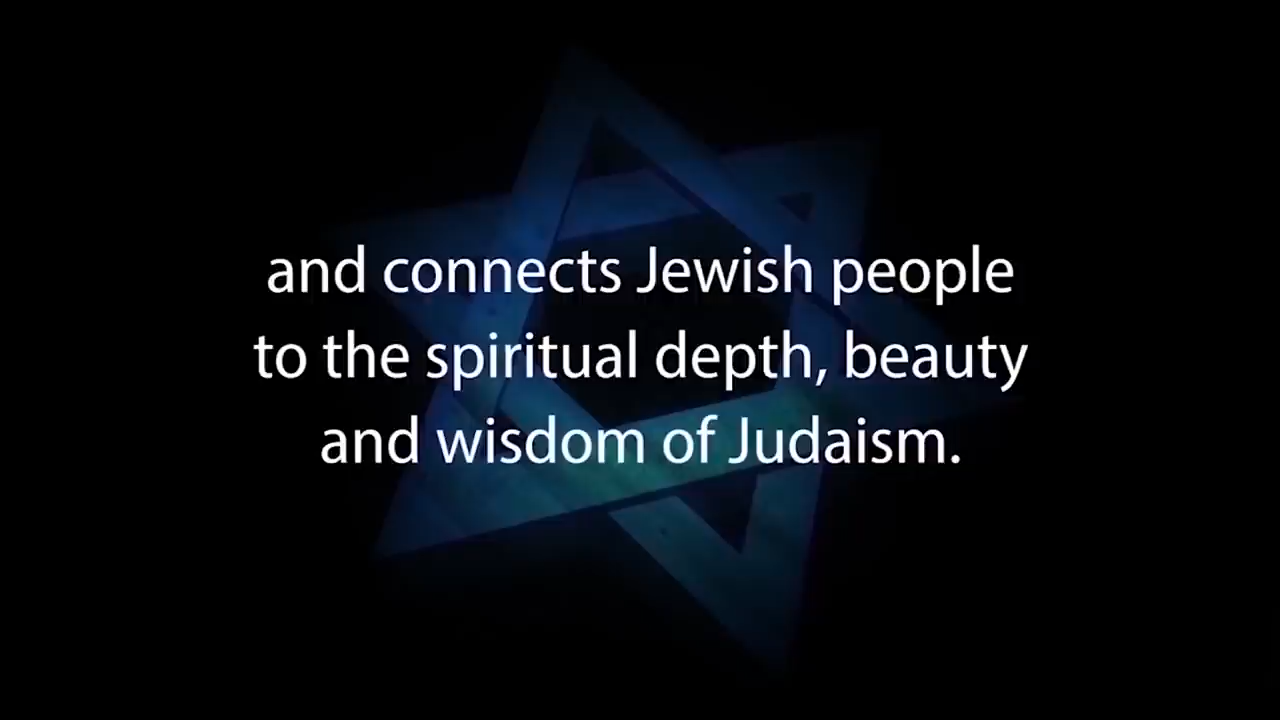 and connects Jewish people
to the spiritual depth, beauty
and wisdom of Judaism.